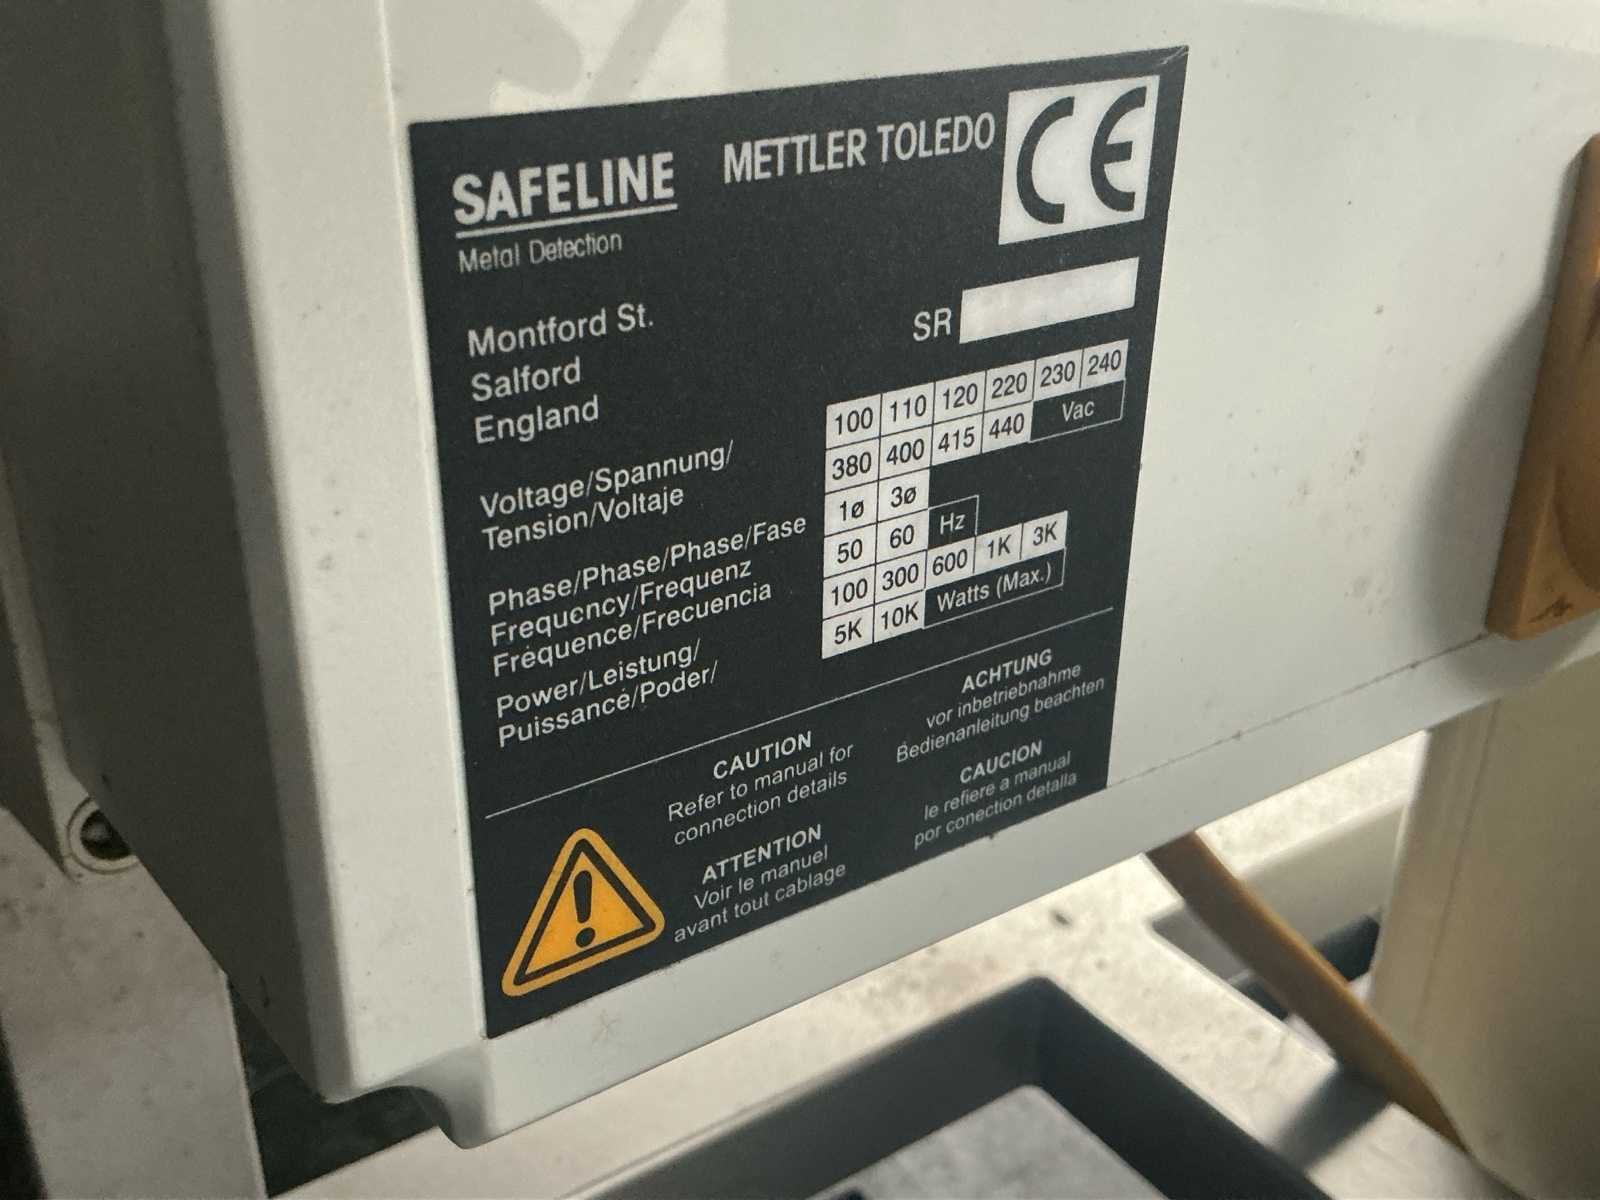 SAFELINE METTLER TOLEDO CE
Metal Detection
Montford St.
Salford
England
SR
Voltage/Spannung/
Tension/Voltaje
100 110 120 220 230 240
380 400 415 440 Vac
Phase/Phase/Phase/Fase
1ø 3ø
Frequency/Frequenz
Fréquence/Frecuencia
50 60 Hz
Power/Leistung/
Puissance/Poder/
100 300 600 1K 3K
5K 10K Watts (Max.)
CAUTION
Refer to manual for
connection details
ACHTUNG
vor inbetriebnahme
Bedienanleitung beachten
ATTENTION
Voir le manuel
avant tout cablage
CAUCION
le refiere a manual
por conection detalla